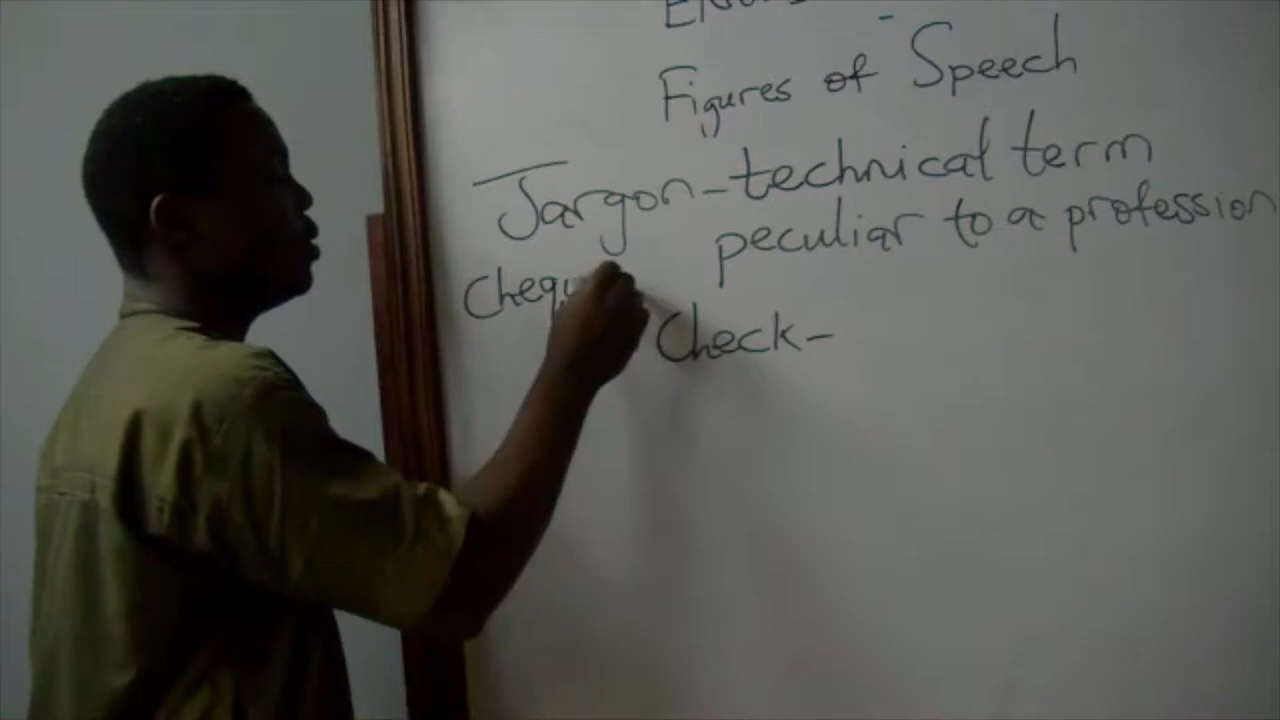 Figures of Speech
Jargon - technical term
peculiar to a profession
Check -